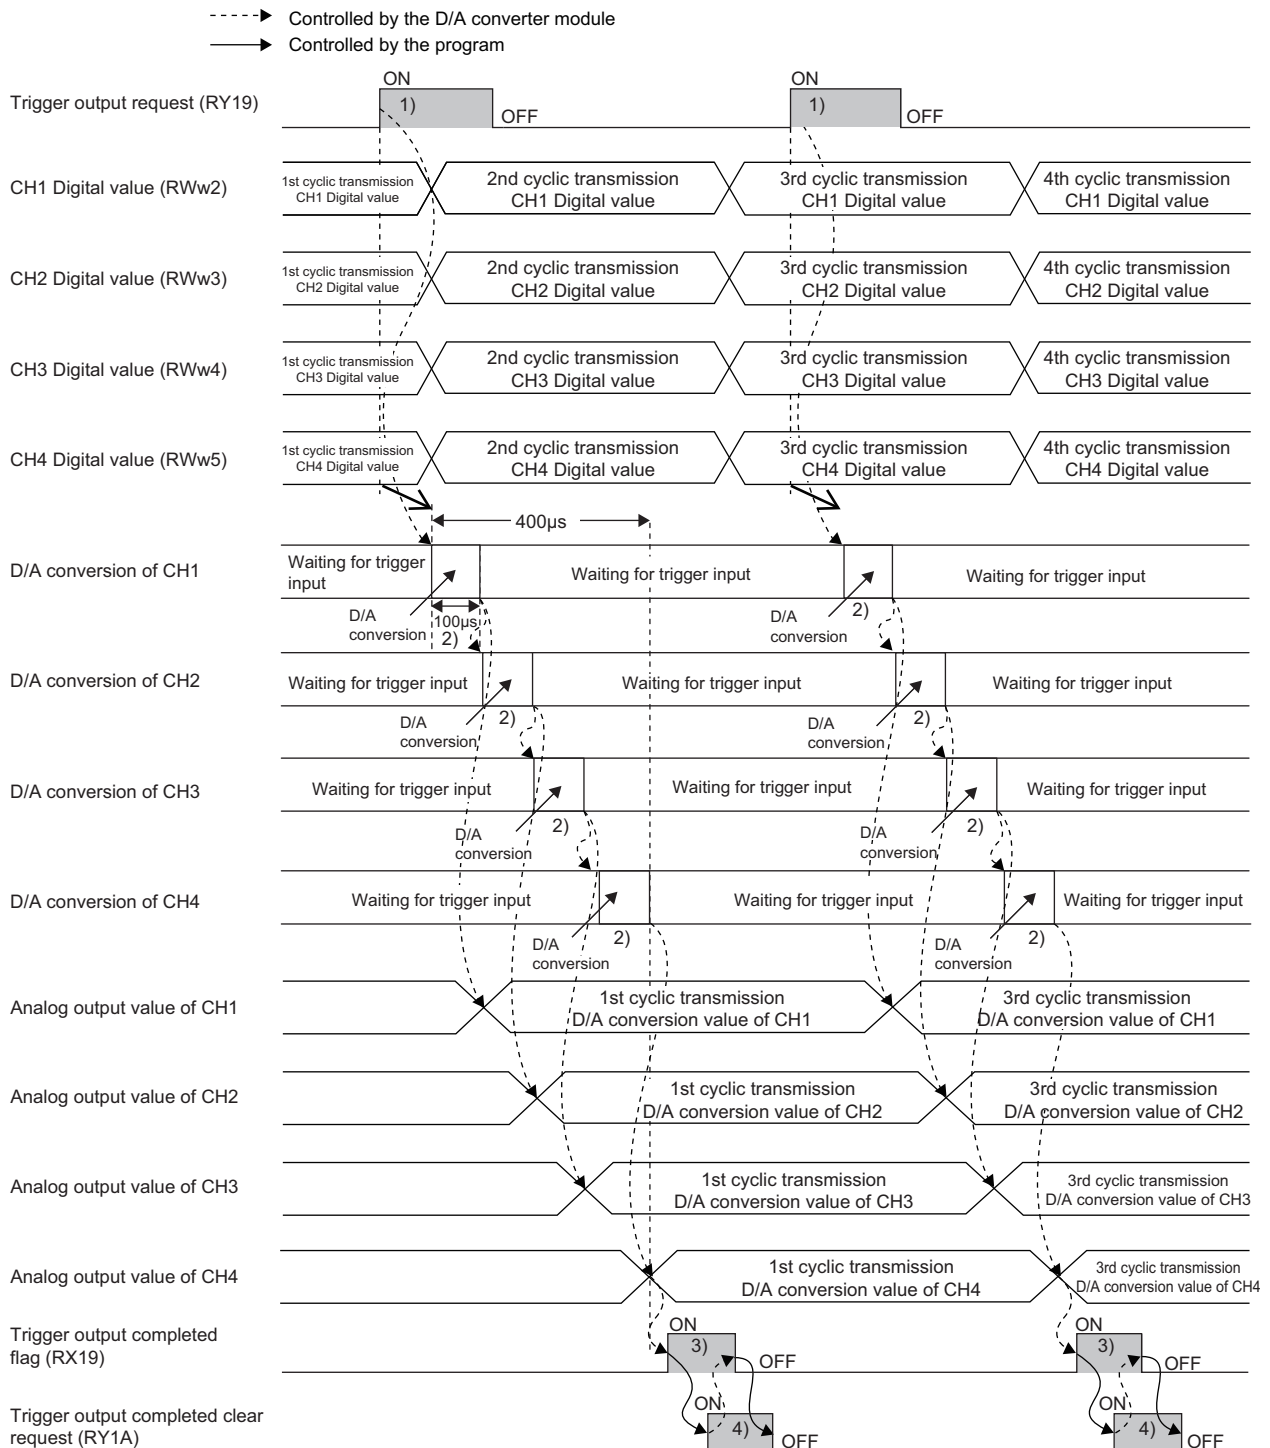 Controlled by the D/A converter module
Controlled by the program
ON ON
Trigger output request (RY19) 1) OFF 1) OFF
CH1 Digital value (RWw2)
1st cyclic transmission
CH1 Digital value
2nd cyclic transmission
CH1 Digital value
3rd cyclic transmission
CH1 Digital value
4th cyclic transmission
CH1 Digital value
CH2 Digital value (RWw3)
1st cyclic transmission
CH2 Digital value
2nd cyclic transmission
CH2 Digital value
3rd cyclic transmission
CH2 Digital value
4th cyclic transmission
CH2 Digital value
CH3 Digital value (RWw4)
1st cyclic transmission
CH3 Digital value
2nd cyclic transmission
CH3 Digital value
3rd cyclic transmission
CH3 Digital value
4th cyclic transmission
CH3 Digital value
CH4 Digital value (RWw5)
1st cyclic transmission
CH4 Digital value
2nd cyclic transmission
CH4 Digital value
3rd cyclic transmission
CH4 Digital value
4th cyclic transmission
CH4 Digital value
400μs
D/A conversion of CH1
Waiting for trigger
input
Waiting for trigger input
Waiting for trigger input
D/A
conversion
100μs
2)
D/A
conversion
2)
D/A conversion of CH2
Waiting for trigger input
Waiting for trigger input
Waiting for trigger input
D/A
conversion
2)
D/A
conversion
2)
D/A conversion of CH3
Waiting for trigger input
Waiting for trigger input
Waiting for trigger input
D/A
conversion
2)
D/A
conversion
2)
D/A conversion of CH4
Waiting for trigger input
Waiting for trigger input
Waiting for trigger input
D/A
conversion
2)
D/A
conversion
2)
Analog output value of CH1
1st cyclic transmission
D/A conversion value of CH1
3rd cyclic transmission
D/A conversion value of CH1
Analog output value of CH2
1st cyclic transmission
D/A conversion value of CH2
3rd cyclic transmission
D/A conversion value of CH2
Analog output value of CH3
1st cyclic transmission
D/A conversion value of CH3
3rd cyclic transmission
D/A conversion value of CH3
Analog output value of CH4
1st cyclic transmission
D/A conversion value of CH4
3rd cyclic transmission
D/A conversion value of CH4
Trigger output completed
flag (RX19)
ON
3)
OFF
ON
3)
OFF
Trigger output completed clear
request (RY1A)
ON
4)
OFF
ON
4)
OFF